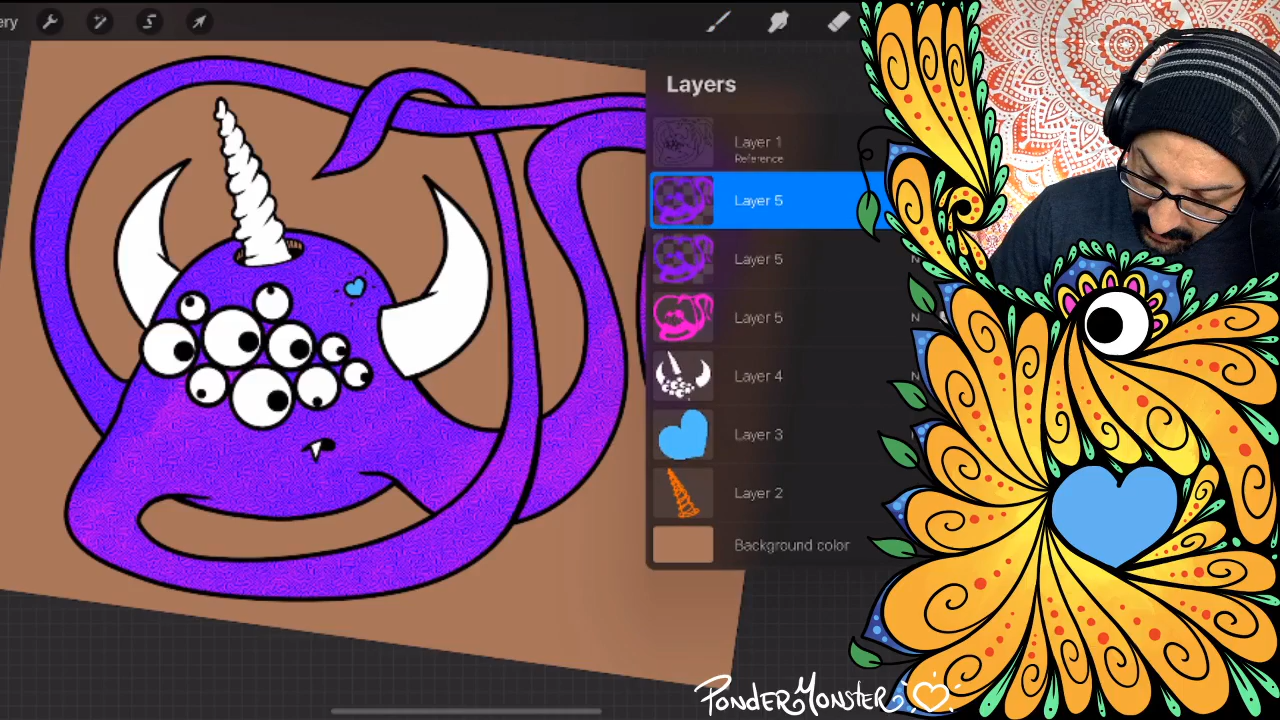 ery
Layers
Layer 1
Reference
Layer 5
Layer 5
N
Layer 5
N
Layer 4
N
Layer 3
Layer 2
Background color
PonderMonster